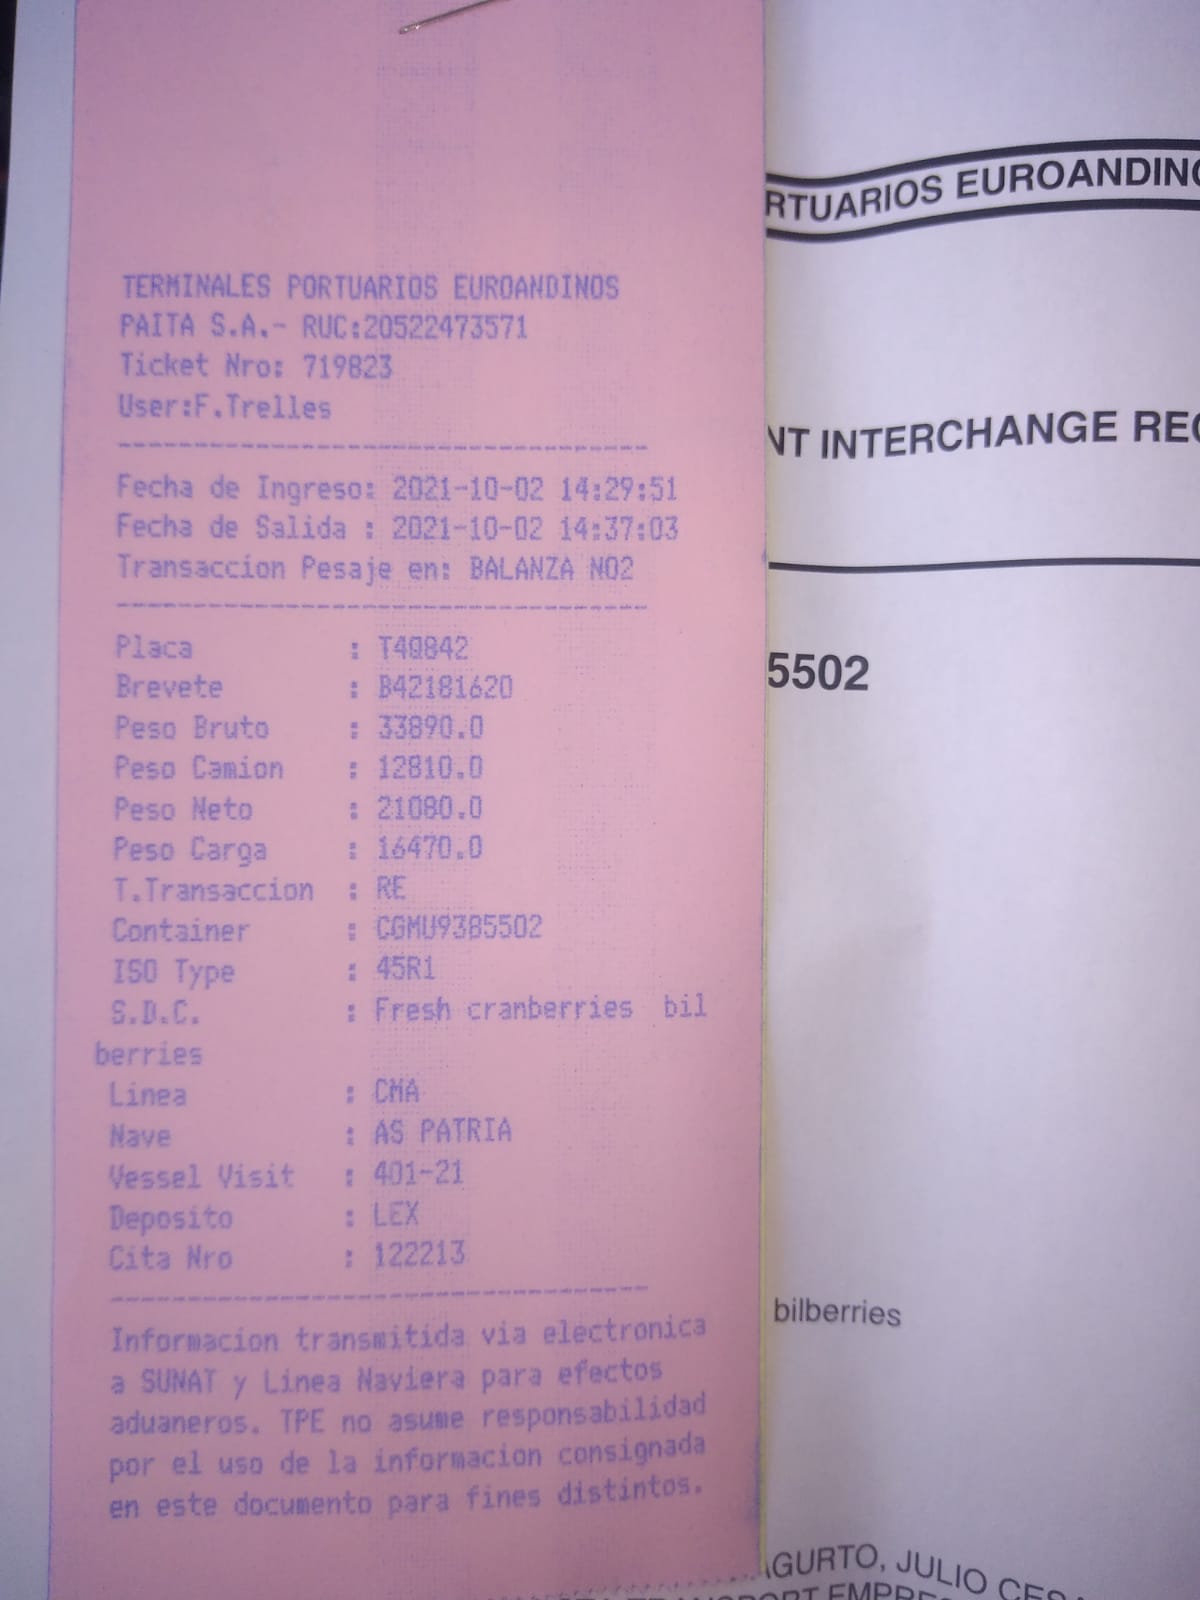 TERMINALES PORTUARIOS EUROANDINOS
PAITA S.A.- RUC:20522473571
Ticket Nro: 719823
User:F.Trelles
Fecha de Ingreso: 2021-10-02 14:29:51
Fecha de Salida : 2021-10-02 14:37:03
Transaccion Pesaje en: BALANZA NO2
Placa : T4Q842
Brevete : B42181620
Peso Bruto : 33890.0
Peso Camion : 12810.0
Peso Neto : 21080.0
Peso Carga : 16470.0
T.Transaccion : RE
Container : CGMU9385502
ISO Type : 45R1
S.D.C. : Fresh cranberries bil
berries
Linea : CMA
Nave : AS PATRIA
Vessel Visit : 401-21
Deposito : LEX
Cita Nro : 122213
Informacion transmitida via electronica
a SUNAT y Linea Naviera para efectos
aduaneros. TPE no asume responsabilidad
por el uso de la informacion consignada
en este documento para fines distintos.
RTUARIOS EUROANDINO
NT INTERCHANGE REC
5502
bilberries
AGURTO, JULIO CES